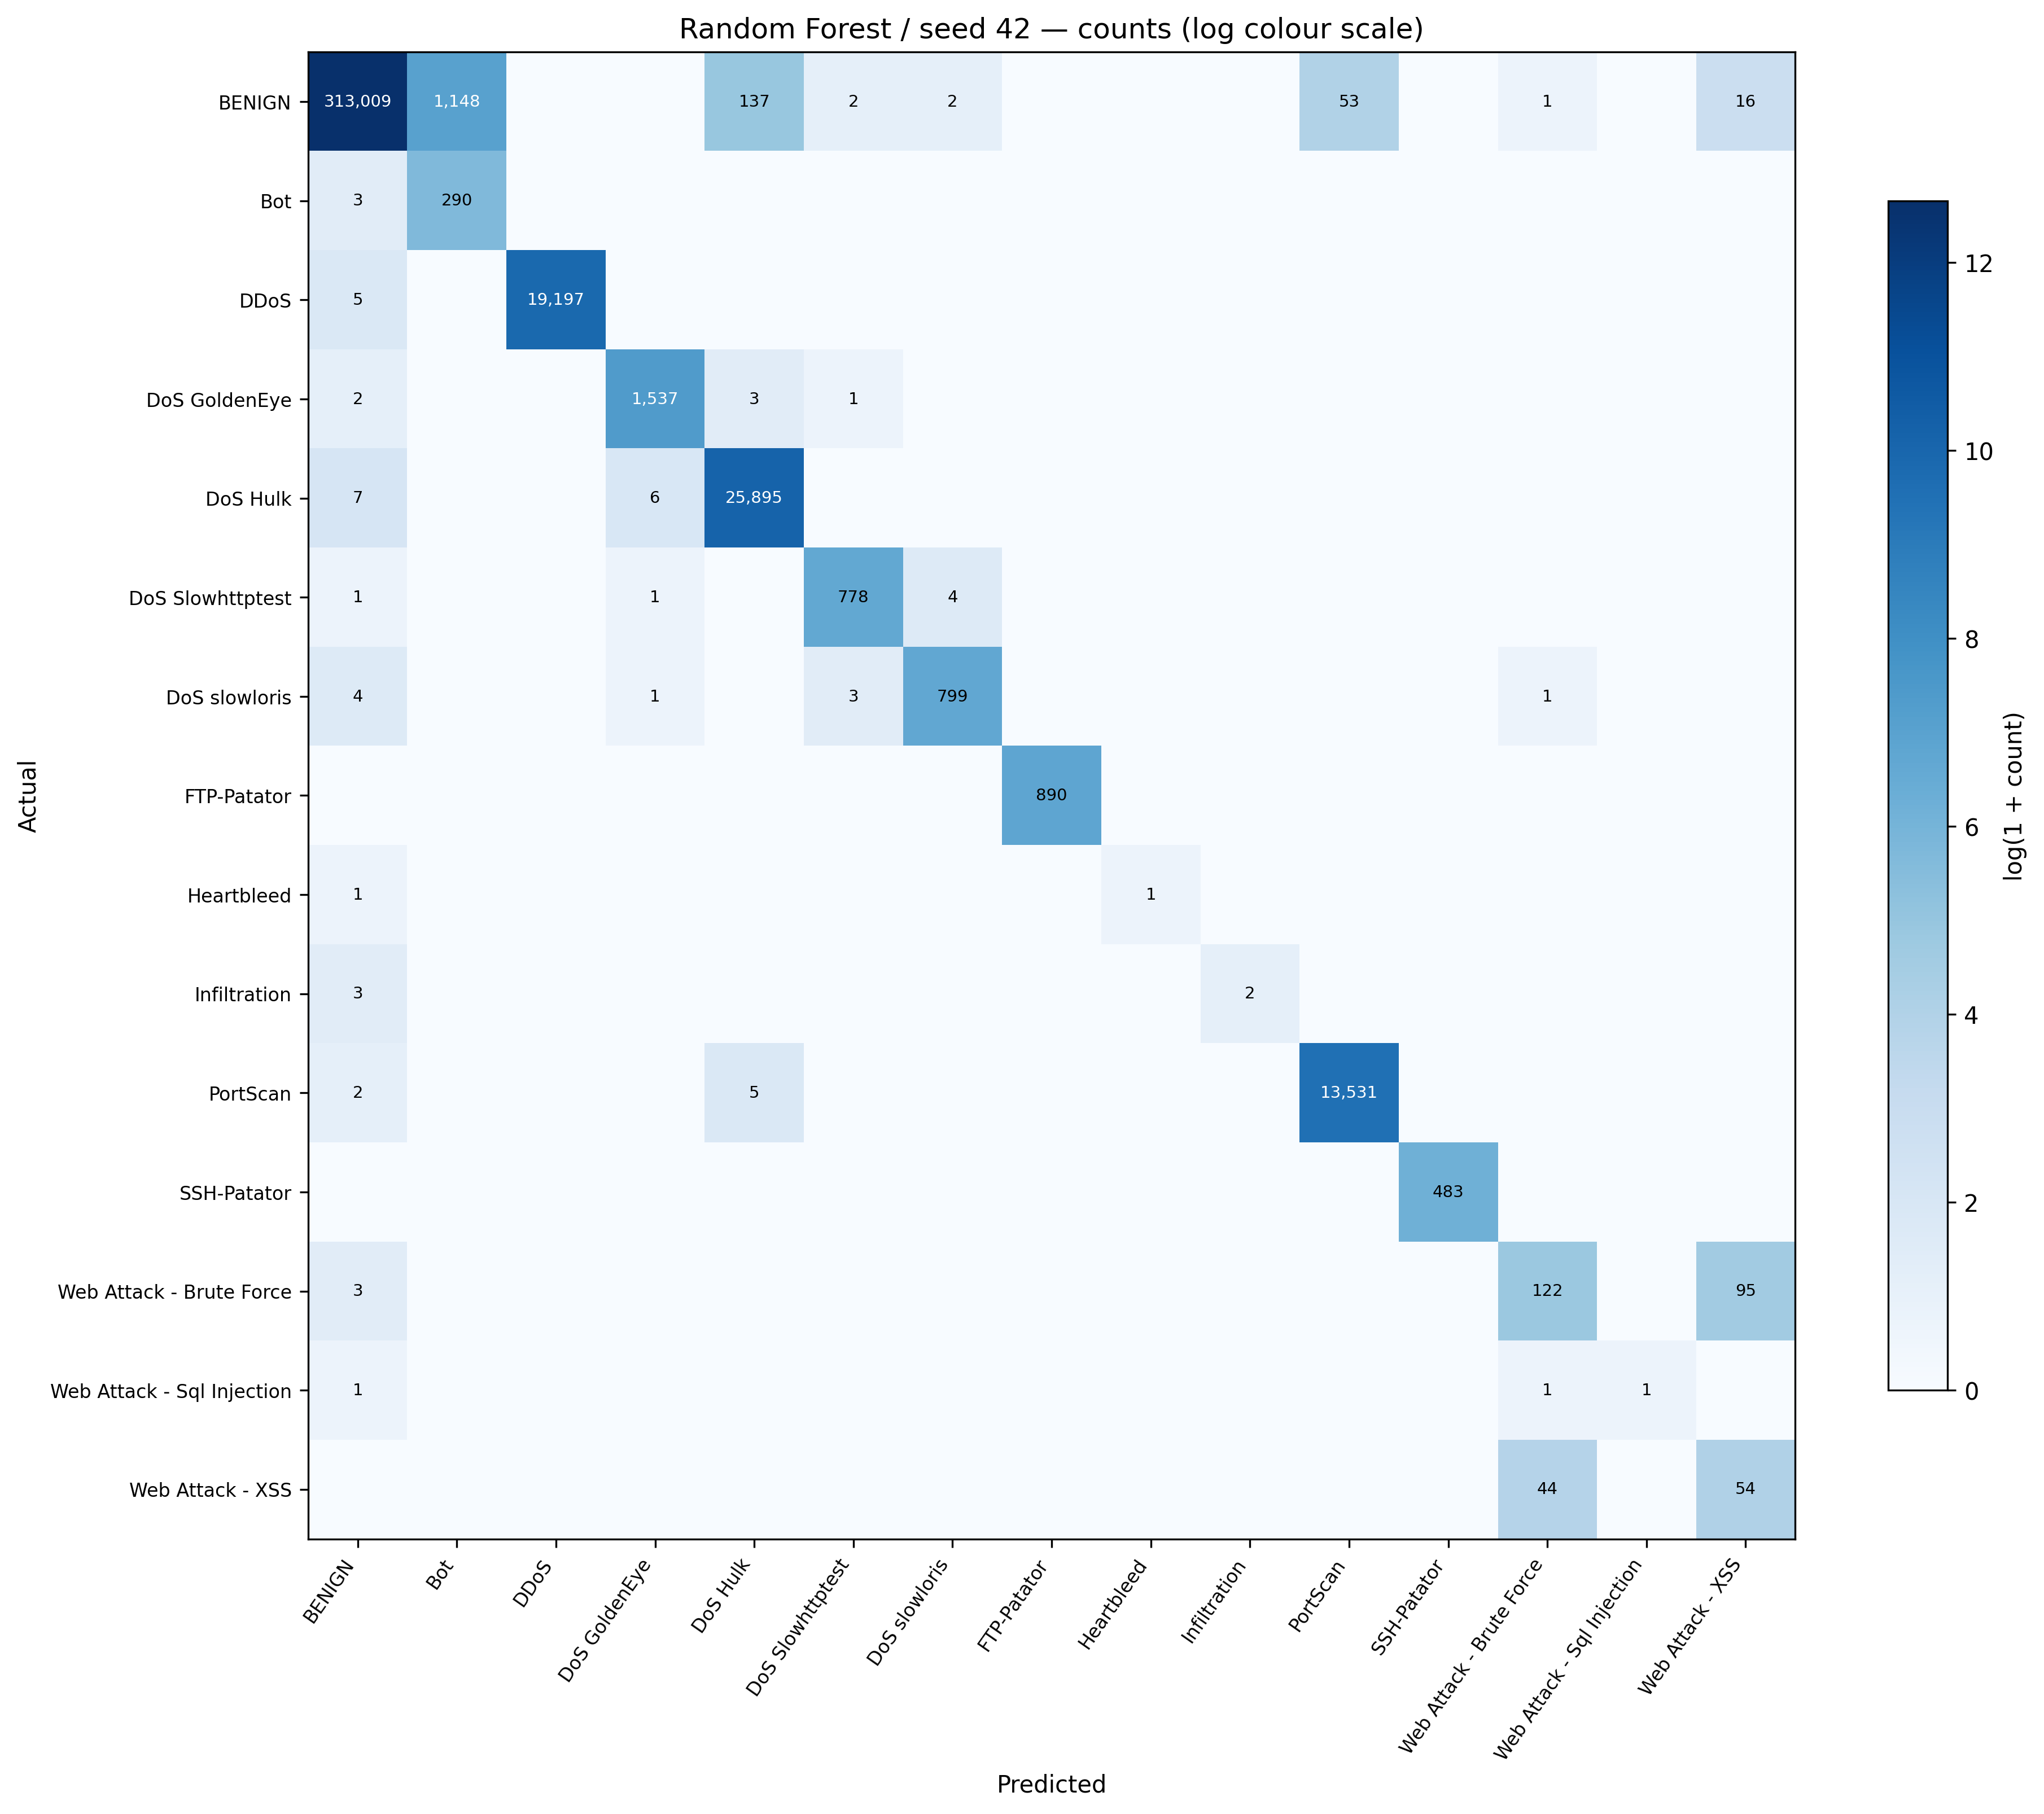 Random Forest / seed 42 — counts (log colour scale)
BENIGN 313,009 1,148 137 2 2 53 1 16
Bot 3 290
DDoS 5 19,197
DoS GoldenEye 2 1,537 3 1
DoS Hulk 7 6 25,895
DoS Slowhttptest 1 1 778 4
DoS slowloris 4 1 3 799 1
FTP-Patator 890
Heartbleed 1 1
Infiltration 3 2
PortScan 2 5 13,531
SSH-Patator 483
Web Attack - Brute Force 3 122 95
Web Attack - Sql Injection 1 1 1
Web Attack - XSS 44 54
Actual
BENIGN
Bot
DDoS
DoS GoldenEye
DoS Hulk
DoS Slowhttptest
DoS slowloris
FTP-Patator
Heartbleed
Infiltration
PortScan
SSH-Patator
Web Attack - Brute Force
Web Attack - Sql Injection
Web Attack - XSS
Predicted
12
10
8
6
4
2
0
log(1 + count)